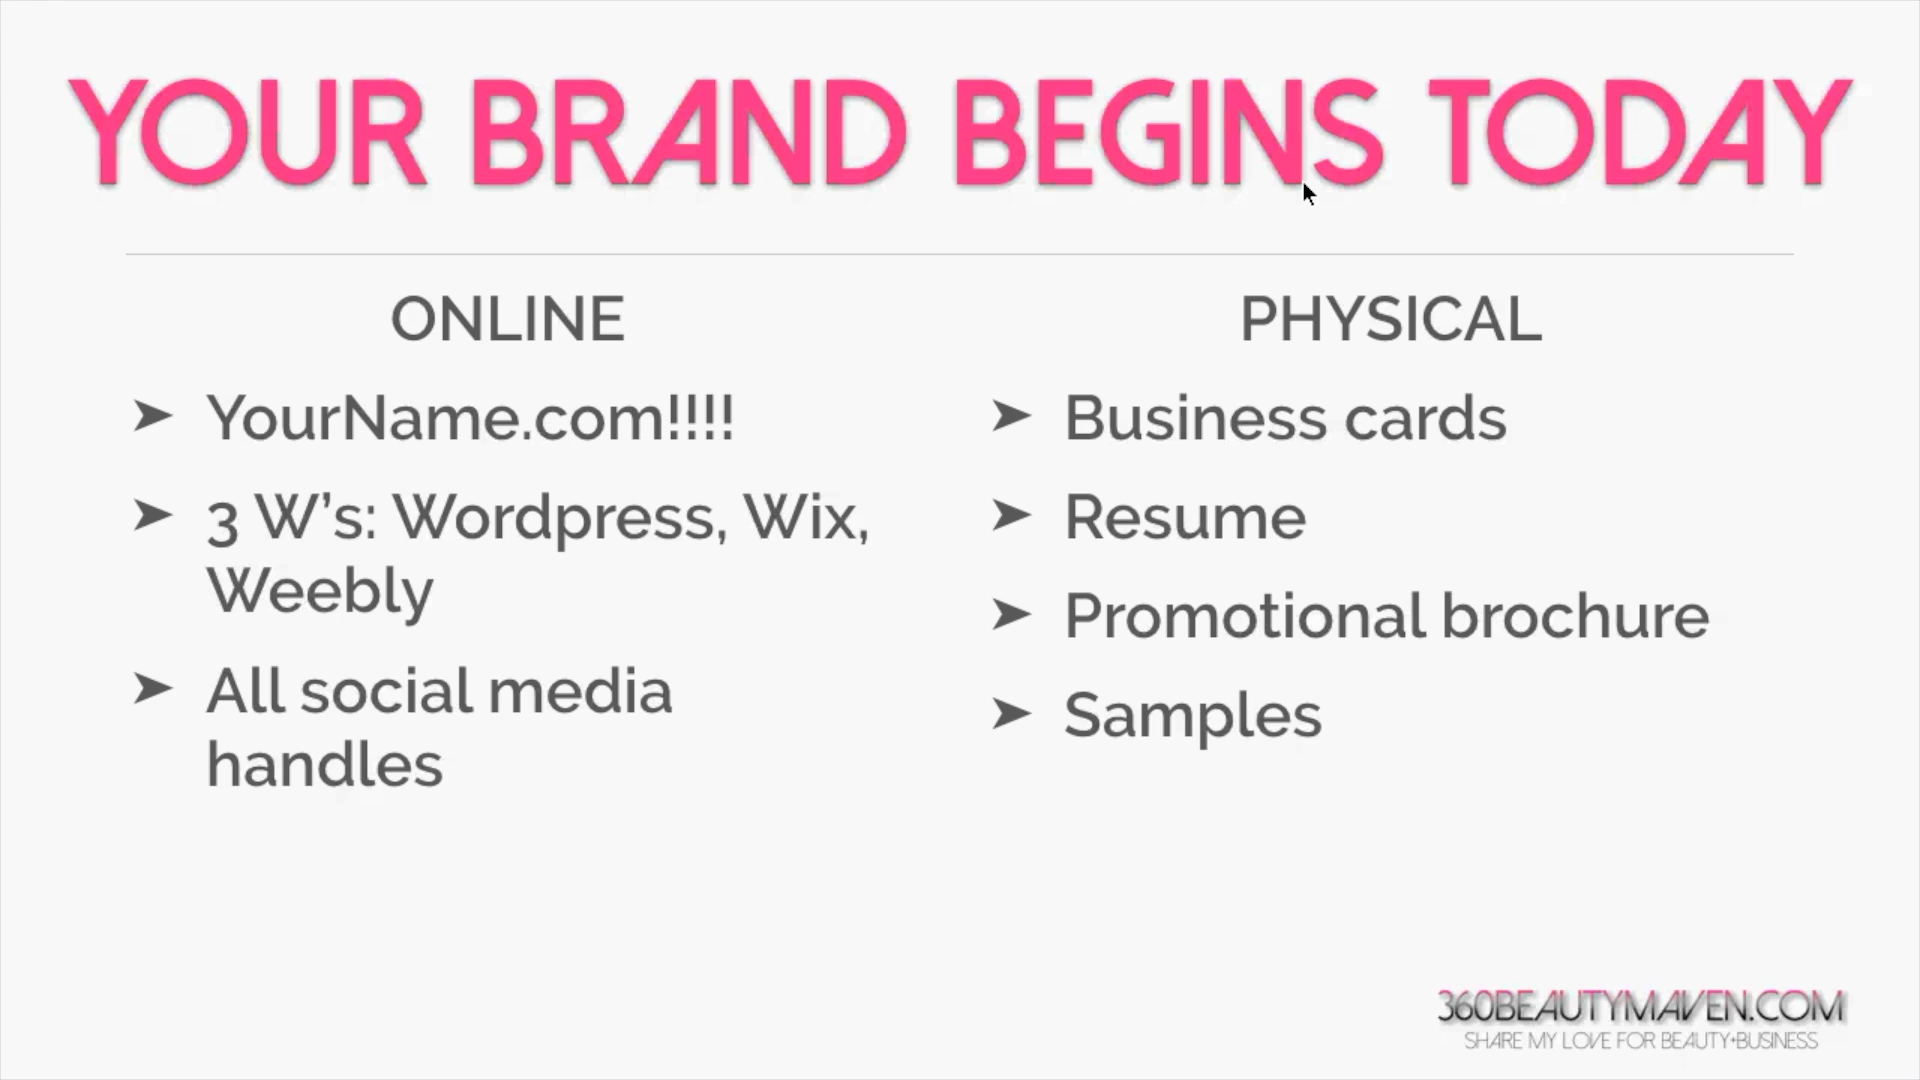 YOUR BRAND BEGINS TODAY
ONLINE
➤ YourName.com!!!!
➤ 3 W’s: Wordpress, Wix,
Weebly
➤ All social media
handles
PHYSICAL
➤ Business cards
➤ Resume
➤ Promotional brochure
➤ Samples
360BEAUTYMAVEN.COM
SHARE MY LOVE FOR BEAUTY+BUSINESS